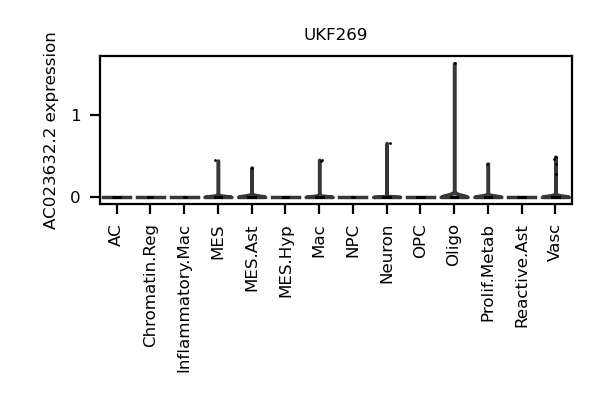 UKF269
AC023632.2 expression
1
0
AC
Chromatin.Reg
Inflammatory.Mac
MES
MES.Ast
MES.Hyp
Mac
NPC
Neuron
OPC
Oligo
Prolif.Metab
Reactive.Ast
Vasc